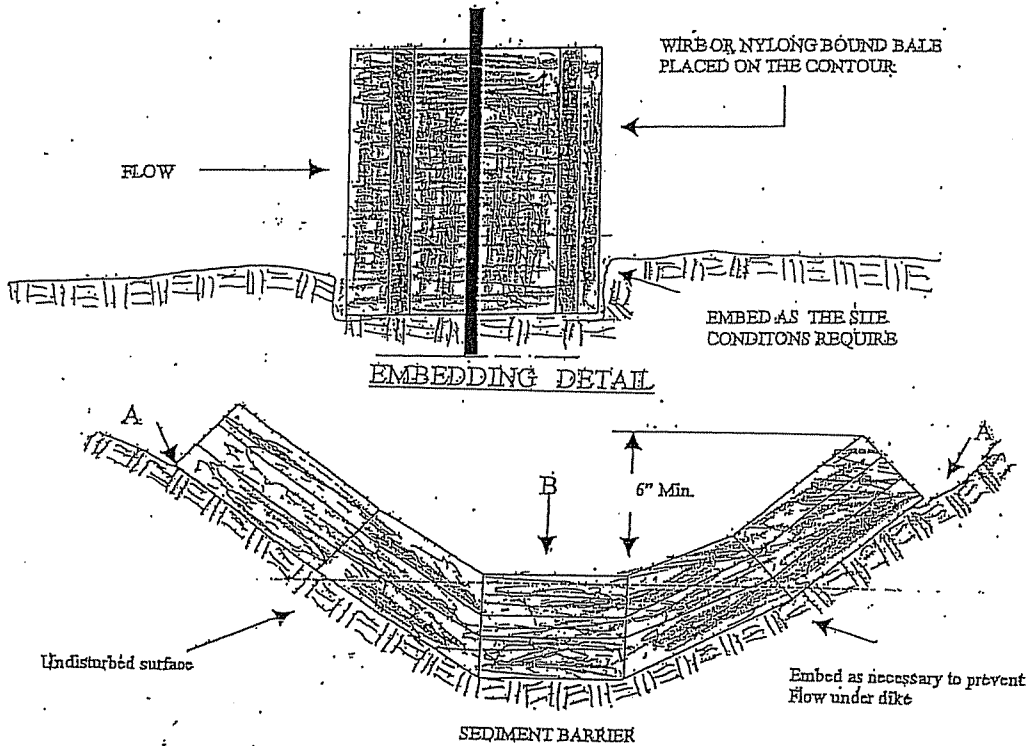 WIRE OR NYLONG BOUND BALE
PLACED ON THE CONTOUR
FLOW
EMBED AS THE SITE
CONDITONS REQUIRE
EMBEDDING DETAIL
A
A
B
6" Min.
Undisturbed surface
Embed as necessary to prevent
Flow under dike
SEDIMENT BARRIER